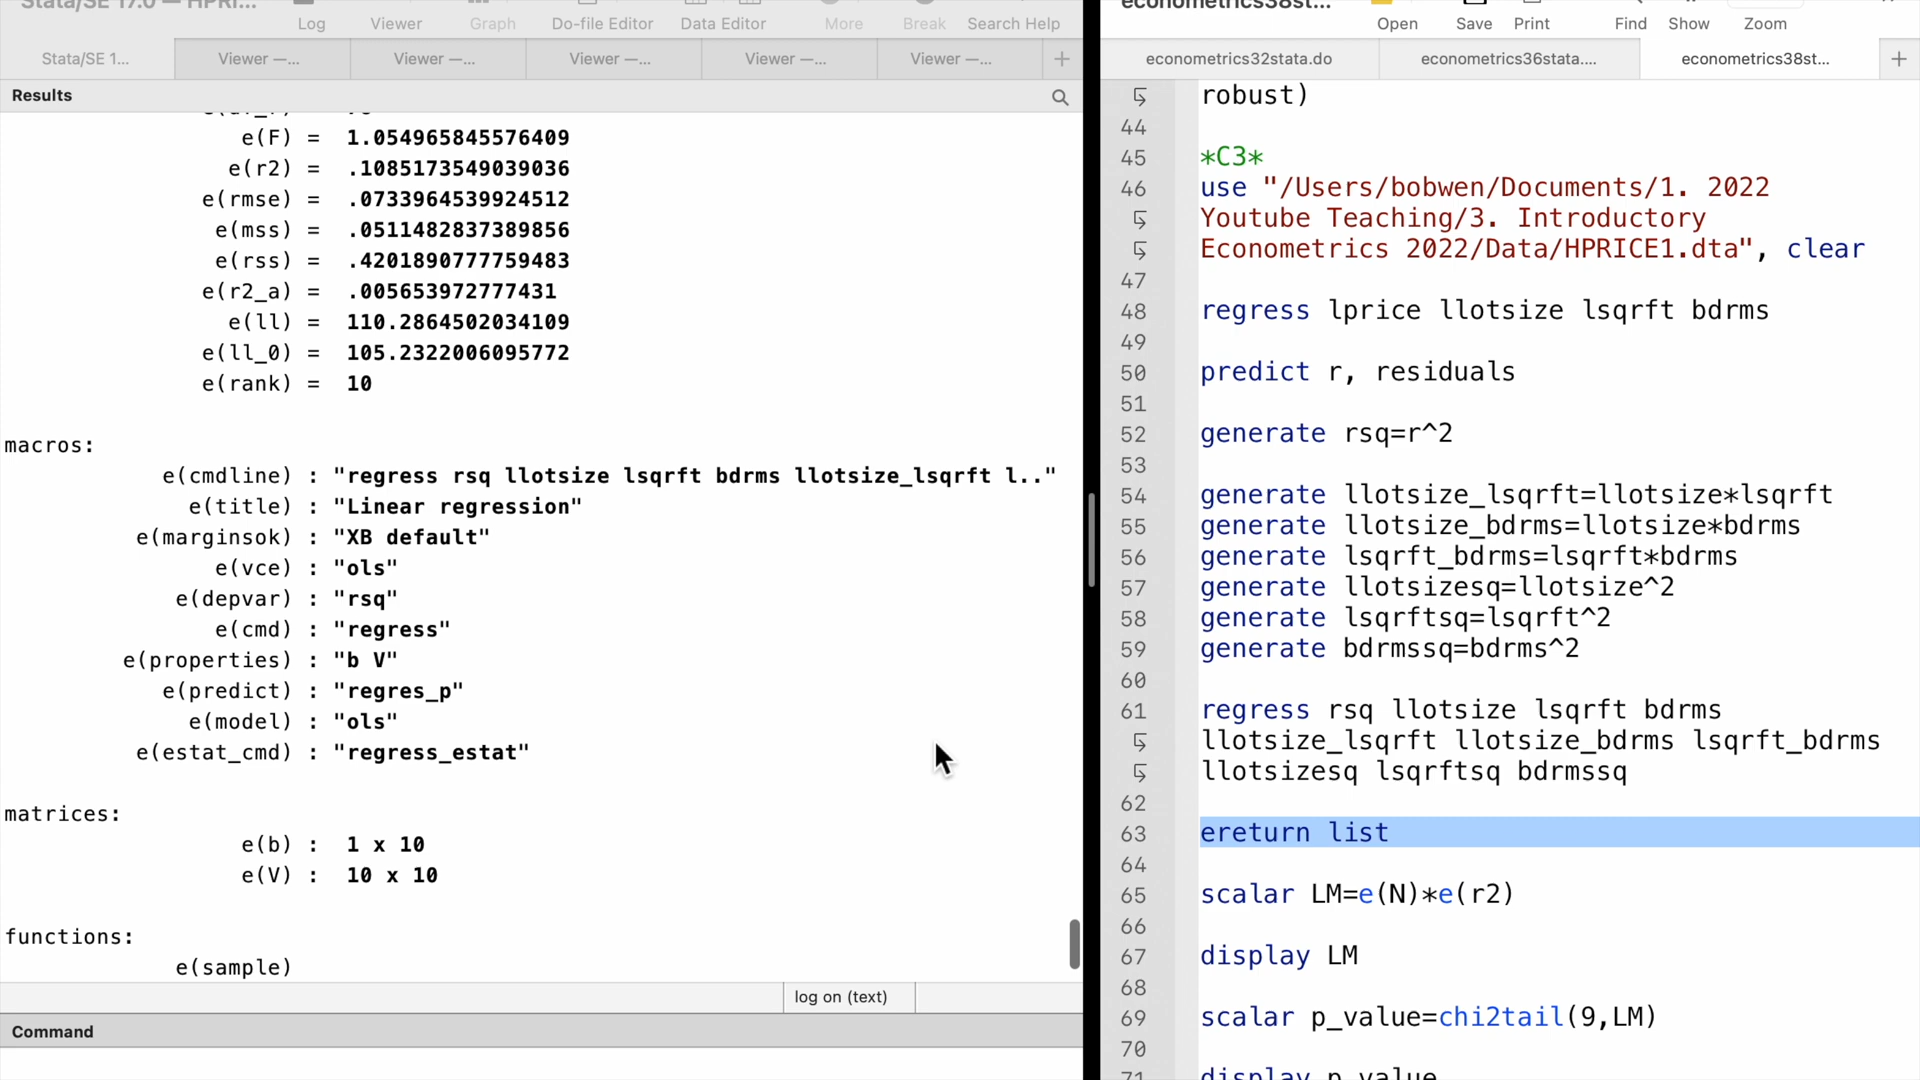 Stata/SE 17.0 — HPRI...
Log
Viewer
Graph
Do-file Editor
Data Editor
More
Break
Search Help
Stata/SE 1...
Viewer —...
Viewer —...
Viewer —...
Viewer —...
Viewer —...
+
Results
e(F) = 1.054965845576409
e(r2) = .1085173549039036
e(rmse) = .0733964539924512
e(mss) = .0511482837389856
e(rss) = .4201890777759483
e(r2_a) = .005653972777431
e(ll) = 110.2864502034109
e(ll_0) = 105.2322006095772
e(rank) = 10
macros:
e(cmdline) : "regress rsq llotsize lsqrft bdrms llotsize_lsqrft l.."
e(title) : "Linear regression"
e(marginsok) : "XB default"
e(vce) : "ols"
e(depvar) : "rsq"
e(cmd) : "regress"
e(properties) : "b V"
e(predict) : "regres_p"
e(model) : "ols"
e(estat_cmd) : "regress_estat"
matrices:
e(b) : 1 x 10
e(V) : 10 x 10
functions:
e(sample)
log on (text)
Command
econometrics38st...
Open
Save
Print
Find
Show
Zoom
econometrics32stata.do
econometrics36stata....
econometrics38st...
+
robust)
44
45 *C3*
46 use "/Users/bobwen/Documents/1. 2022
Youtube Teaching/3. Introductory
Econometrics 2022/Data/HPRICE1.dta", clear
47
48 regress lprice llotsize lsqrft bdrms
49
50 predict r, residuals
51
52 generate rsq=r^2
53
54 generate llotsize_lsqrft=llotsize*lsqrft
55 generate llotsize_bdrms=llotsize*bdrms
56 generate lsqrft_bdrms=lsqrft*bdrms
57 generate llotsizesq=llotsize^2
58 generate lsqrftsq=lsqrft^2
59 generate bdrmssq=bdrms^2
60
61 regress rsq llotsize lsqrft bdrms
llotsize_lsqrft llotsize_bdrms lsqrft_bdrms
llotsizesq lsqrftsq bdrmssq
62
63 ereturn list
64
65 scalar LM=e(N)*e(r2)
66
67 display LM
68
69 scalar p_value=chi2tail(9,LM)
70
71 display p_value